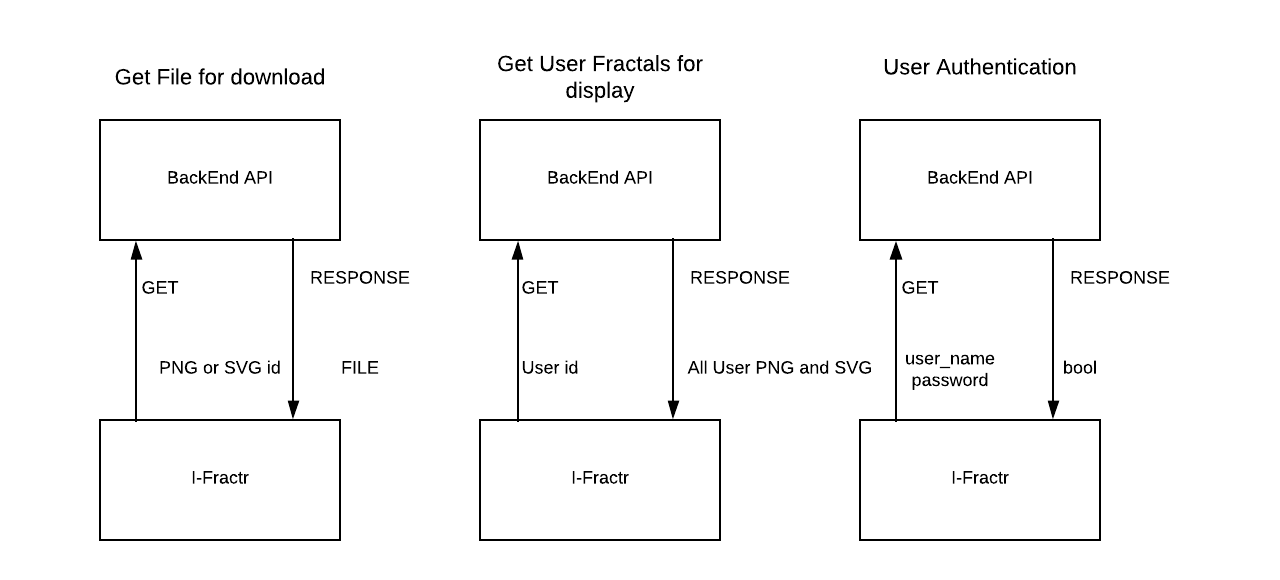 Get File for download
BackEnd API
GET
RESPONSE
PNG or SVG id
FILE
I-Fractr
Get User Fractals for
display
BackEnd API
GET
RESPONSE
User id
All User PNG and SVG
I-Fractr
User Authentication
BackEnd API
GET
RESPONSE
user_name
password
bool
I-Fractr